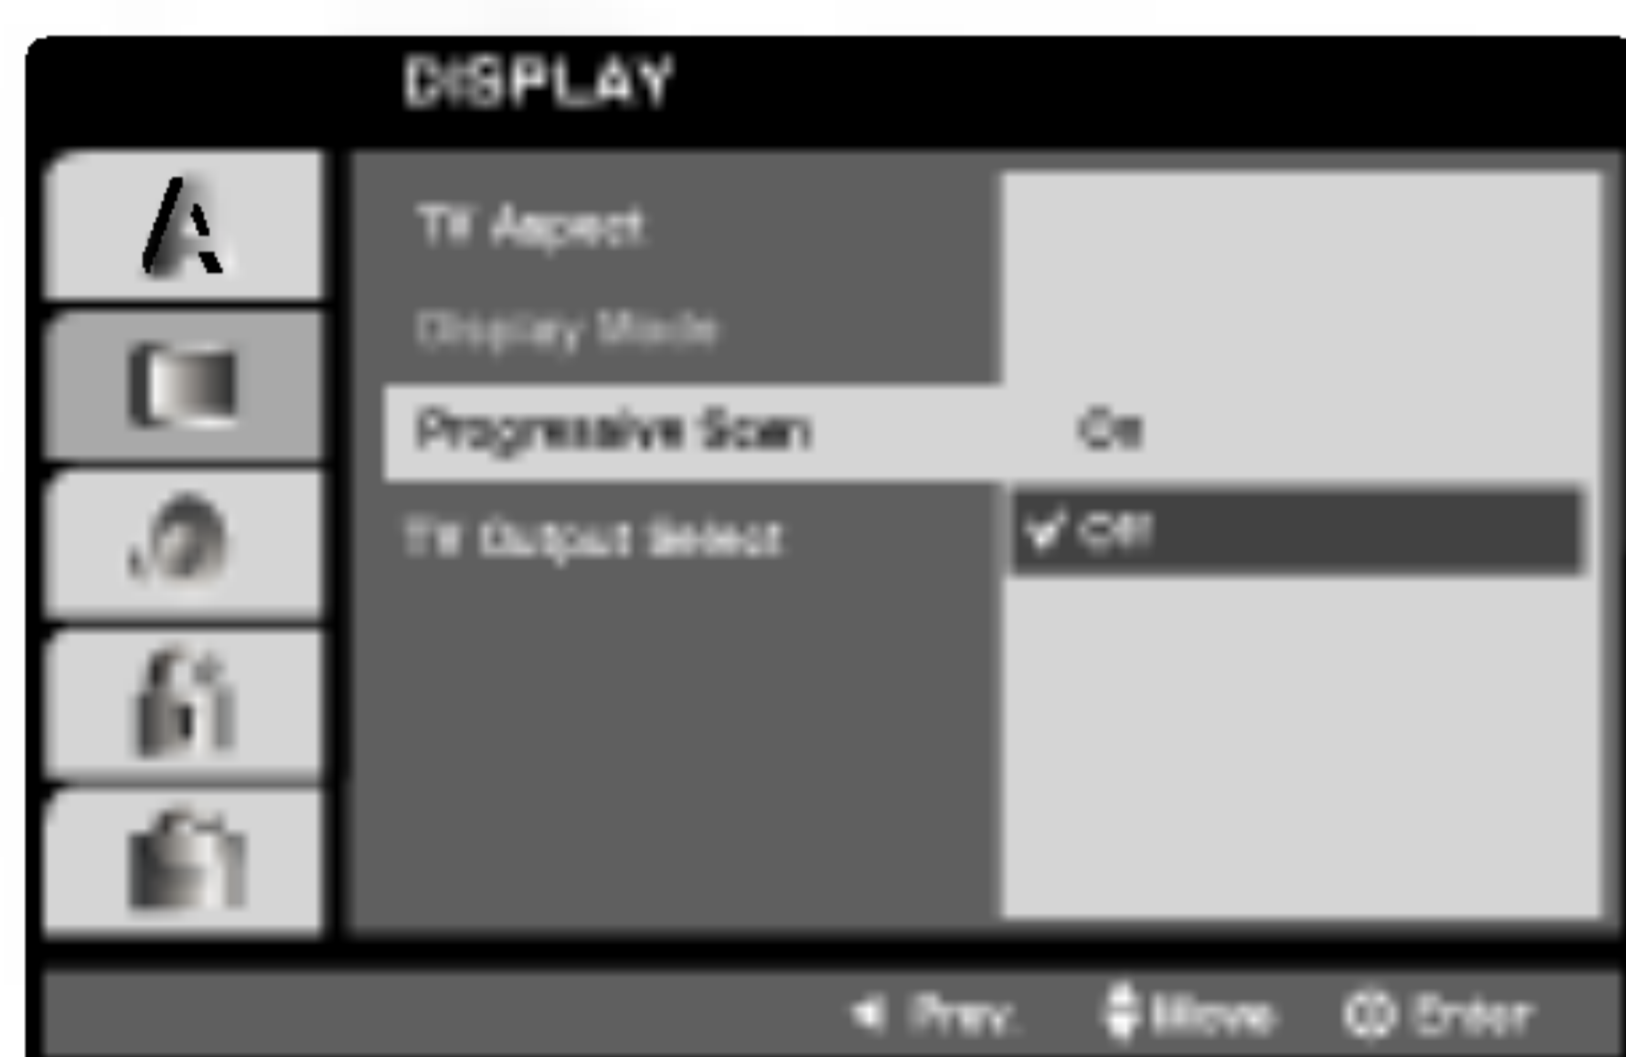 DISPLAY
A
TV Aspect
Display Mode
Progressive Scan On
TV Output Select ✓ Off
◀ Prev. Move Enter